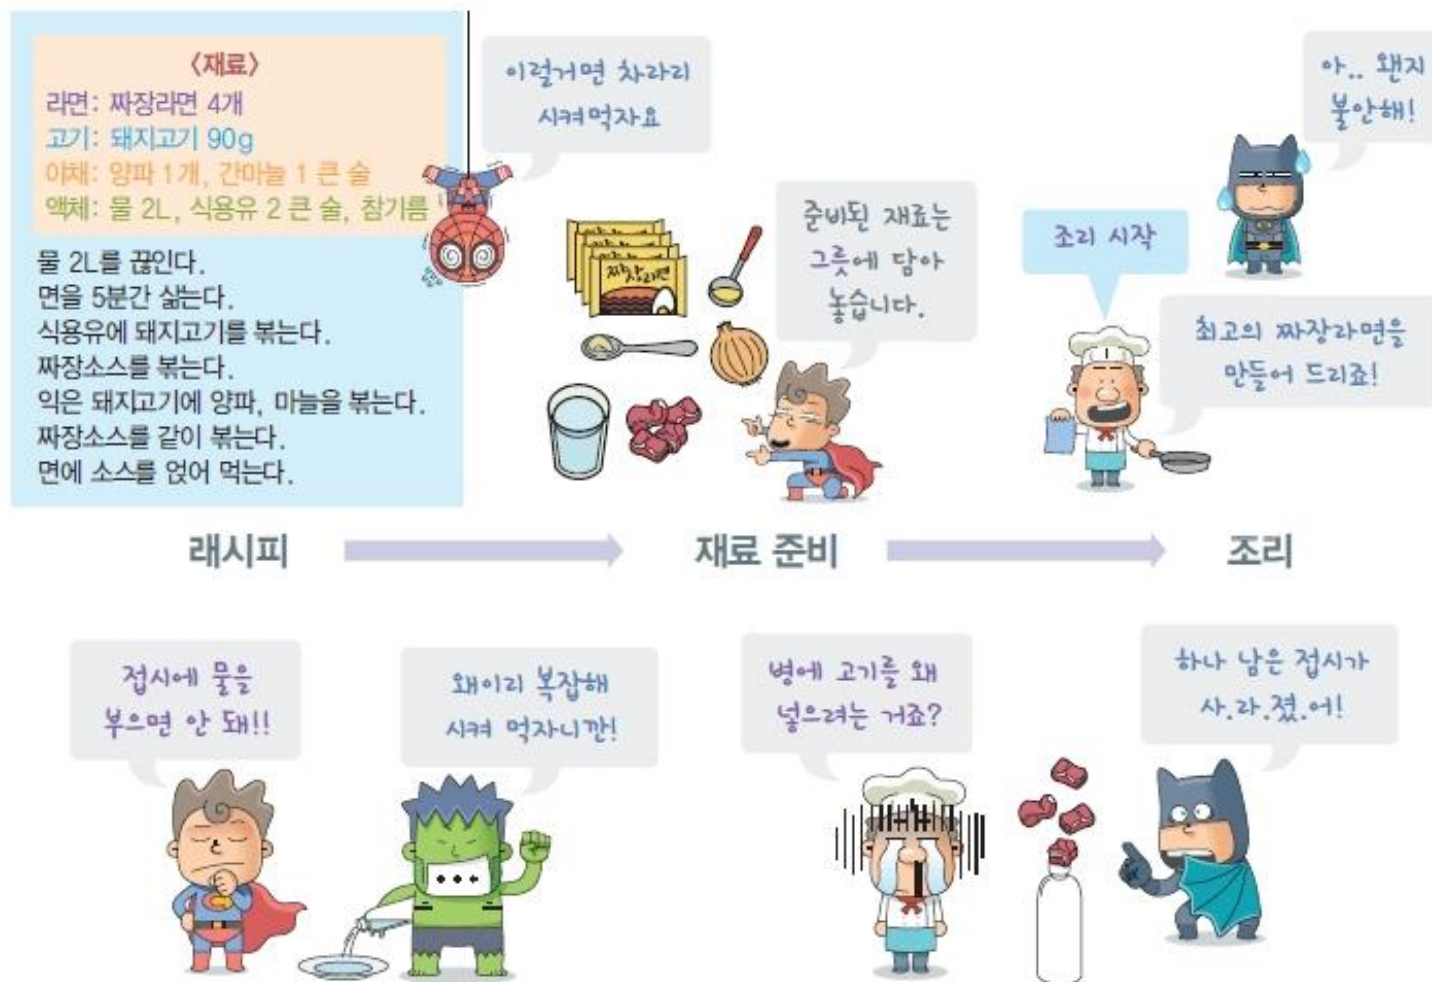 〈재료〉
라면: 짜장라면 4개
고기: 돼지고기 90g
야채: 양파 1개, 간마늘 1 큰 술
액체: 물 2L, 식용유 2 큰 술, 참기름
물 2L를 끊인다.
면을 5분간 삶는다.
식용유에 돼지고기를 볶는다.
짜장소스를 볶는다.
익은 돼지고기에 양파, 마늘을 볶는다.
짜장소스를 같이 볶는다.
면에 소스를 얹어 먹는다.
이럴거면 차라리
시켜먹자요
짜장라면
준비된 재료는
그릇에 담아
놓습니다.
아.. 왠지
불안해!
조리 시작
최고의 짜장라면을
만들어 드리죠!
래시피
재료 준비
조리
접시에 물을
부으면 안 돼!!
왜이리 복잡해
시켜 먹자니깐!
병에 고기를 왜
넣으려는 거죠?
하나 남은 접시가
사.라.졌.어!